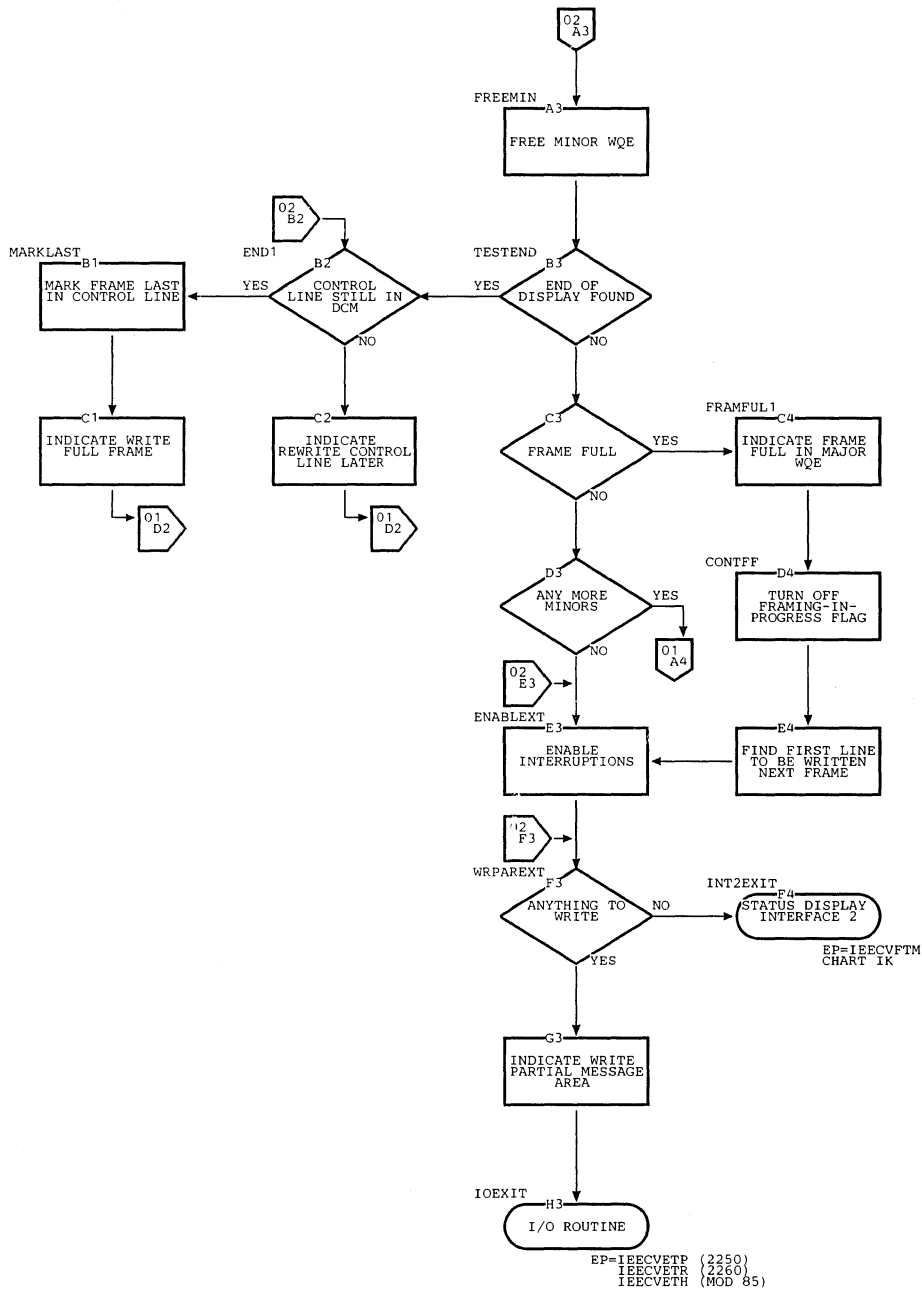 02
A3
FREEMIN
A3
FREE MINOR WQE
02
B2
END1
MARKLAST
TESTEND
B1
MARK FRAME LAST
IN CONTROL LINE
YES
B2
CONTROL
LINE STILL IN
DCM
NO
YES
B3
END OF
DISPLAY FOUND
NO
C1
INDICATE WRITE
FULL FRAME
C2
INDICATE
REWRITE CONTROL
LINE LATER
C3
FRAME FULL
YES
NO
FRAMFUL1
C4
INDICATE FRAME
FULL IN MAJOR
WQE
01
D2
01
D2
CONTFF
D3
ANY MORE
MINORS
YES
NO
D4
TURN OFF
FRAMING-IN-
PROGRESS FLAG
01
A4
02
E3
ENABLEXT
E3
ENABLE
INTERRUPTIONS
E4
FIND FIRST LINE
TO BE WRITTEN
NEXT FRAME
02
F3
WRPAREXT
F3
ANYTHING TO
WRITE
NO
YES
INT2EXIT
F4
STATUS DISPLAY
INTERFACE 2
EP=IEECVFTM
CHART IK
G3
INDICATE WRITE
PARTIAL MESSAGE
AREA
IOEXIT
H3
I/O ROUTINE
EP=IEECVETP (2250)
IEECVETR (2260)
IEECVETH (MOD 85)